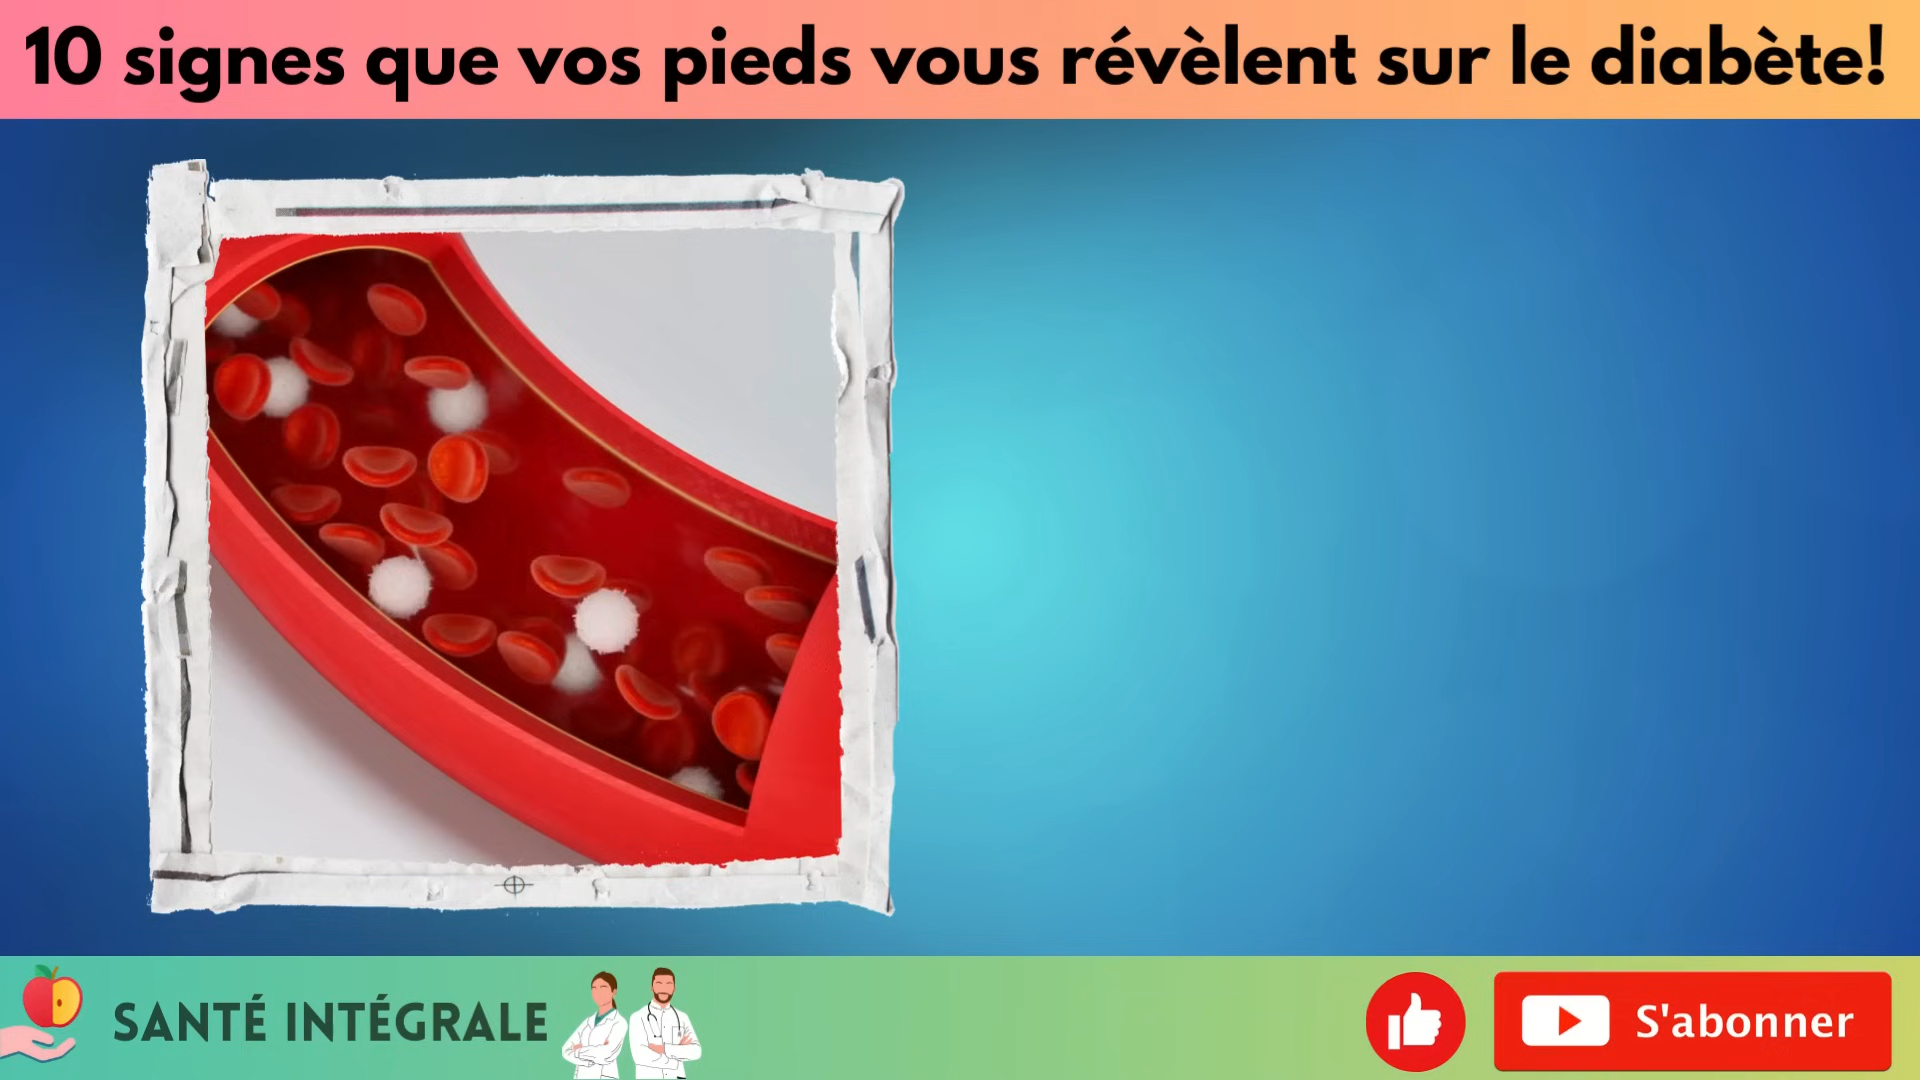 10 signes que vos pieds vous révèlent sur le diabète!
SANTÉ INTÉGRALE
S'abonner